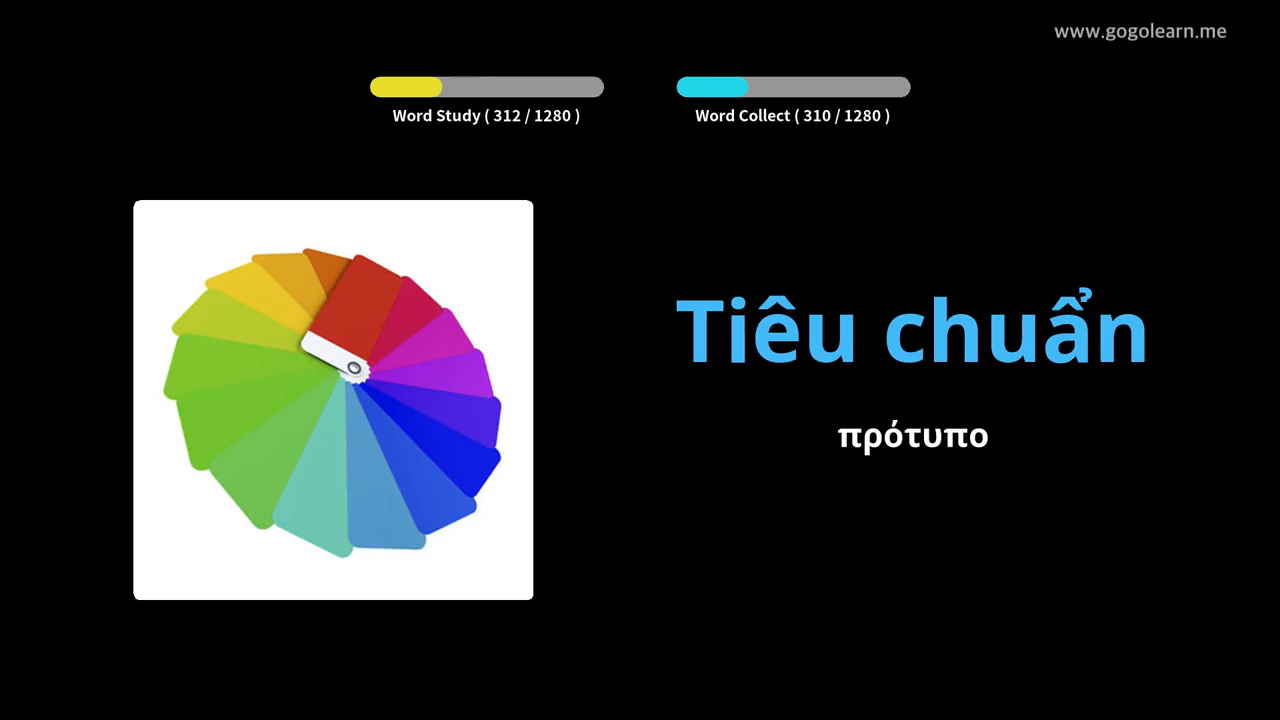 www.gogolearn.me
Word Study ( 312 / 1280 )
Word Collect ( 310 / 1280 )
Tiêu chuẩn
πρότυπο